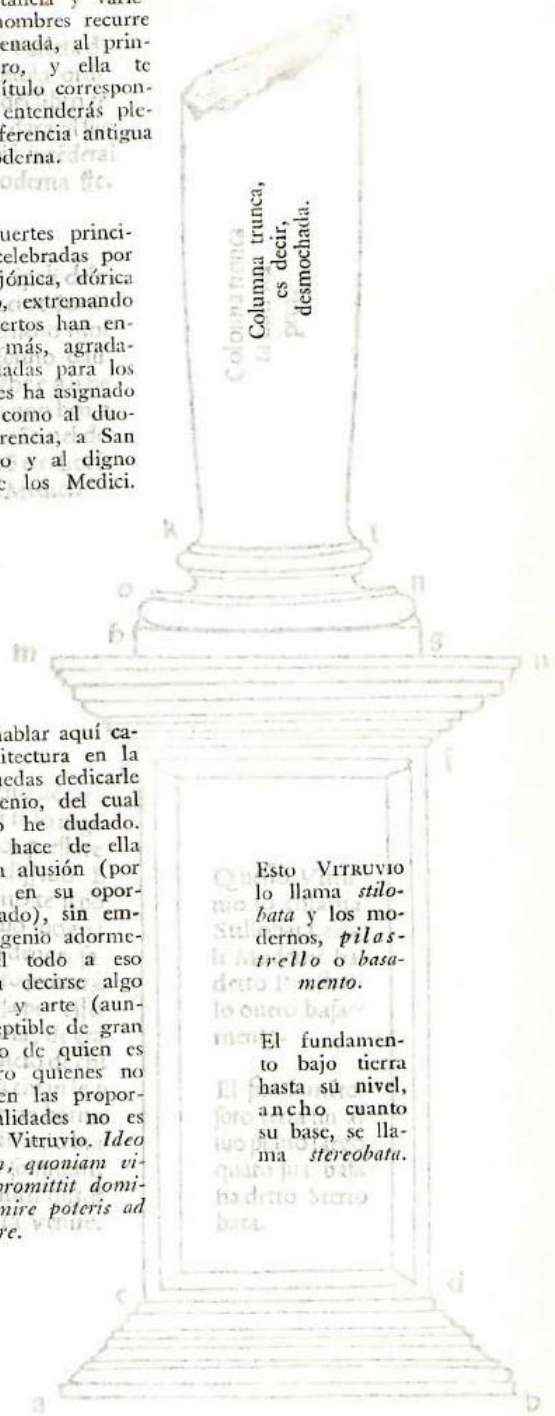 nombres recurre
enada, al prin-
ro, y ella te
ítulo correspon-
entenderás ple-
ferencia antigua
oderna.
uertes princi-
celebradas por
jónica, dórica
o, extremando
ertos han en-
más, agrada-
adas para los
es ha asignado
como al duo-
rencia, a San
o y al digno
e los Medici.
Columna trunca,
es decir,
desmochada.
k
t
o
n
h
g
m
n
f
hablar aquí ca-
uitectura en la
uedas dedicarle
enio, del cual
o he dudado.
hace de ella
a alusión (por
en su opor-
ado), sin em-
genio adorme-
l todo a eso
decirse algo
y arte (aun-
eptible de gran
o de quien es
ro quienes no
en las propor-
alidades no es
Vitruvio. Ideo
n, quoniam vi-
promittit domi-
nire poteris ad
re.
Esto VITRUVIO
lo llama stilo-
bata y los mo-
dernos, pilas-
trello o basa-
mento.
El fundamen-
to bajo tierra
hasta su nivel,
ancho cuanto
su base, se lla-
ma stereobata.
c
d
a
b